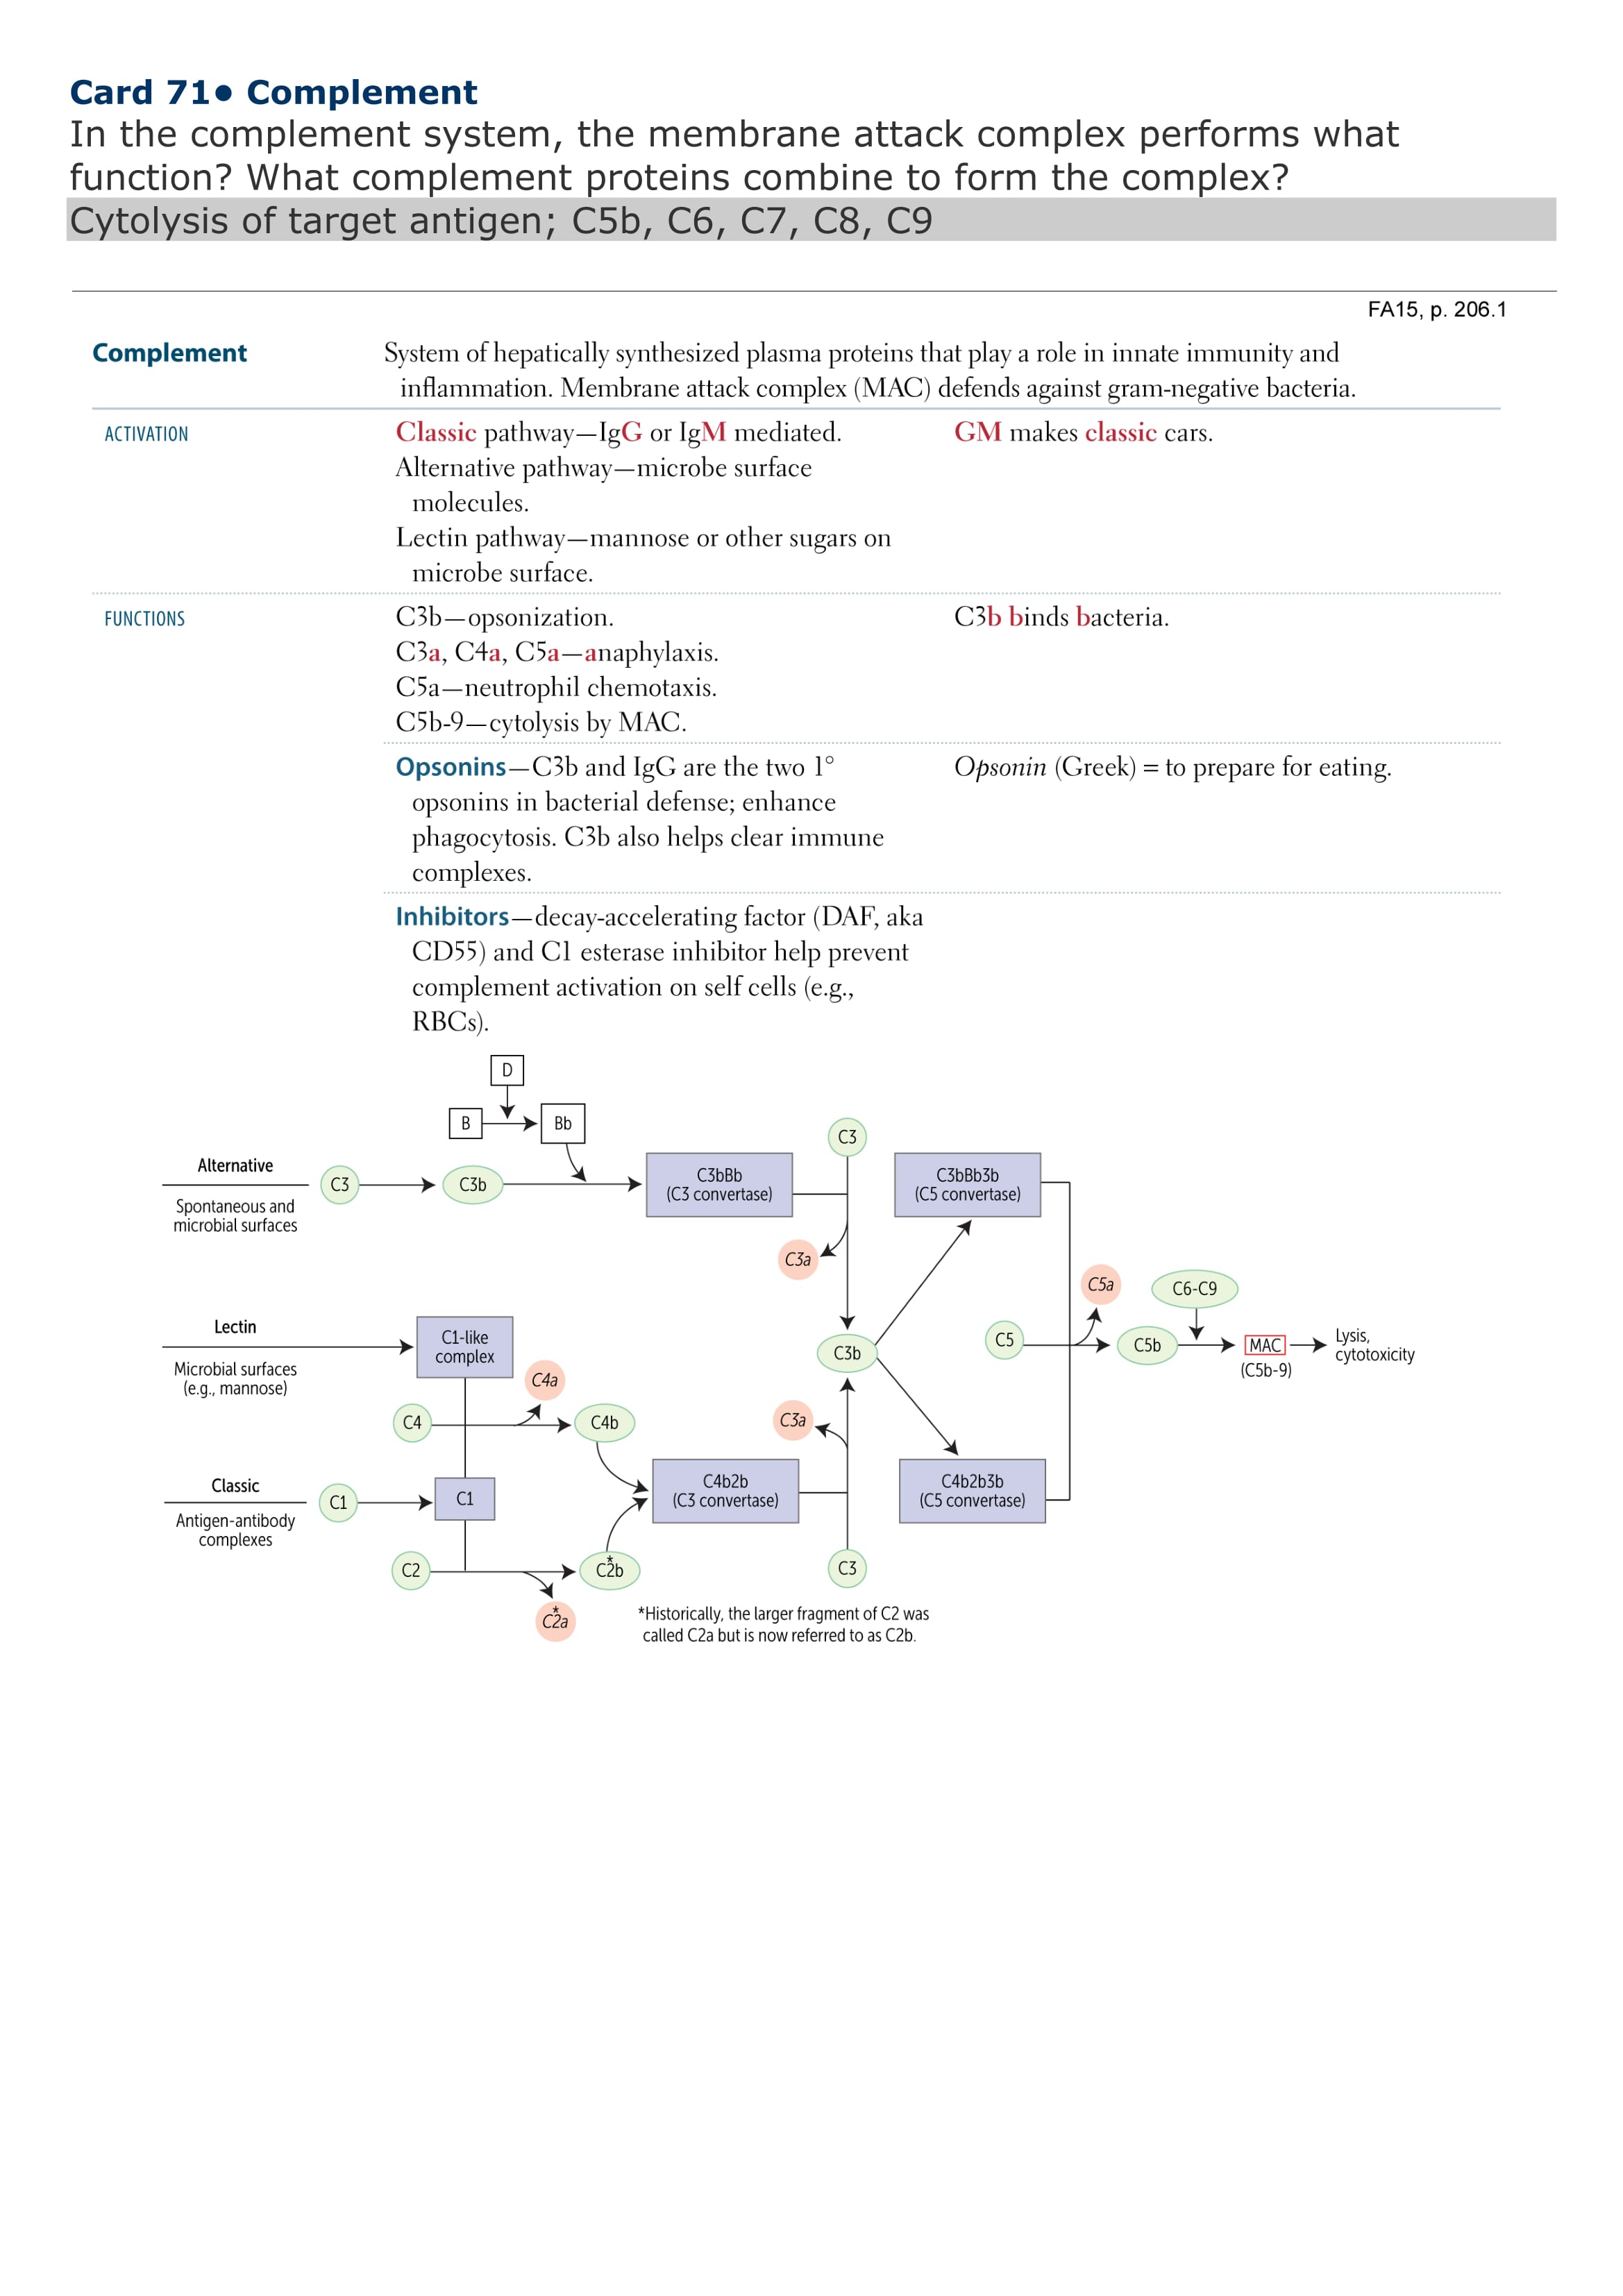 Card 71● Complement
In the complement system, the membrane attack complex performs what
function? What complement proteins combine to form the complex?
Cytolysis of target antigen; C5b, C6, C7, C8, C9
FA15, p. 206.1
Complement
System of hepatically synthesized plasma proteins that play a role in innate immunity and
inflammation. Membrane attack complex (MAC) defends against gram-negative bacteria.
ACTIVATION
Classic pathway—IgG or IgM mediated.
Alternative pathway—microbe surface
molecules.
Lectin pathway—mannose or other sugars on
microbe surface.
GM makes classic cars.
FUNCTIONS
C3b—opsonization.
C3a, C4a, C5a—anaphylaxis.
C5a—neutrophil chemotaxis.
C5b-9—cytolysis by MAC.
C3b binds bacteria.
Opsonins—C3b and IgG are the two 1°
opsonins in bacterial defense; enhance
phagocytosis. C3b also helps clear immune
complexes.
Opsonin (Greek) = to prepare for eating.
Inhibitors—decay-accelerating factor (DAF, aka
CD55) and C1 esterase inhibitor help prevent
complement activation on self cells (e.g.,
RBCs).
D
B
Bb
Alternative
Spontaneous and
microbial surfaces
C3
C3b
C3bBb
(C3 convertase)
C3
C3a
C3bBb3b
(C5 convertase)
Lectin
Microbial surfaces
(e.g., mannose)
C1-like
complex
C4
C4a
C4b
C3b
C3a
C5
C5a
C5b
C6-C9
MAC
(C5b-9)
Lysis,
cytotoxicity
Classic
Antigen-antibody
complexes
C1
C1
C4b2b
(C3 convertase)
C4b2b3b
(C5 convertase)
C2
C2b*
C2a*
C3
*Historically, the larger fragment of C2 was
called C2a but is now referred to as C2b.